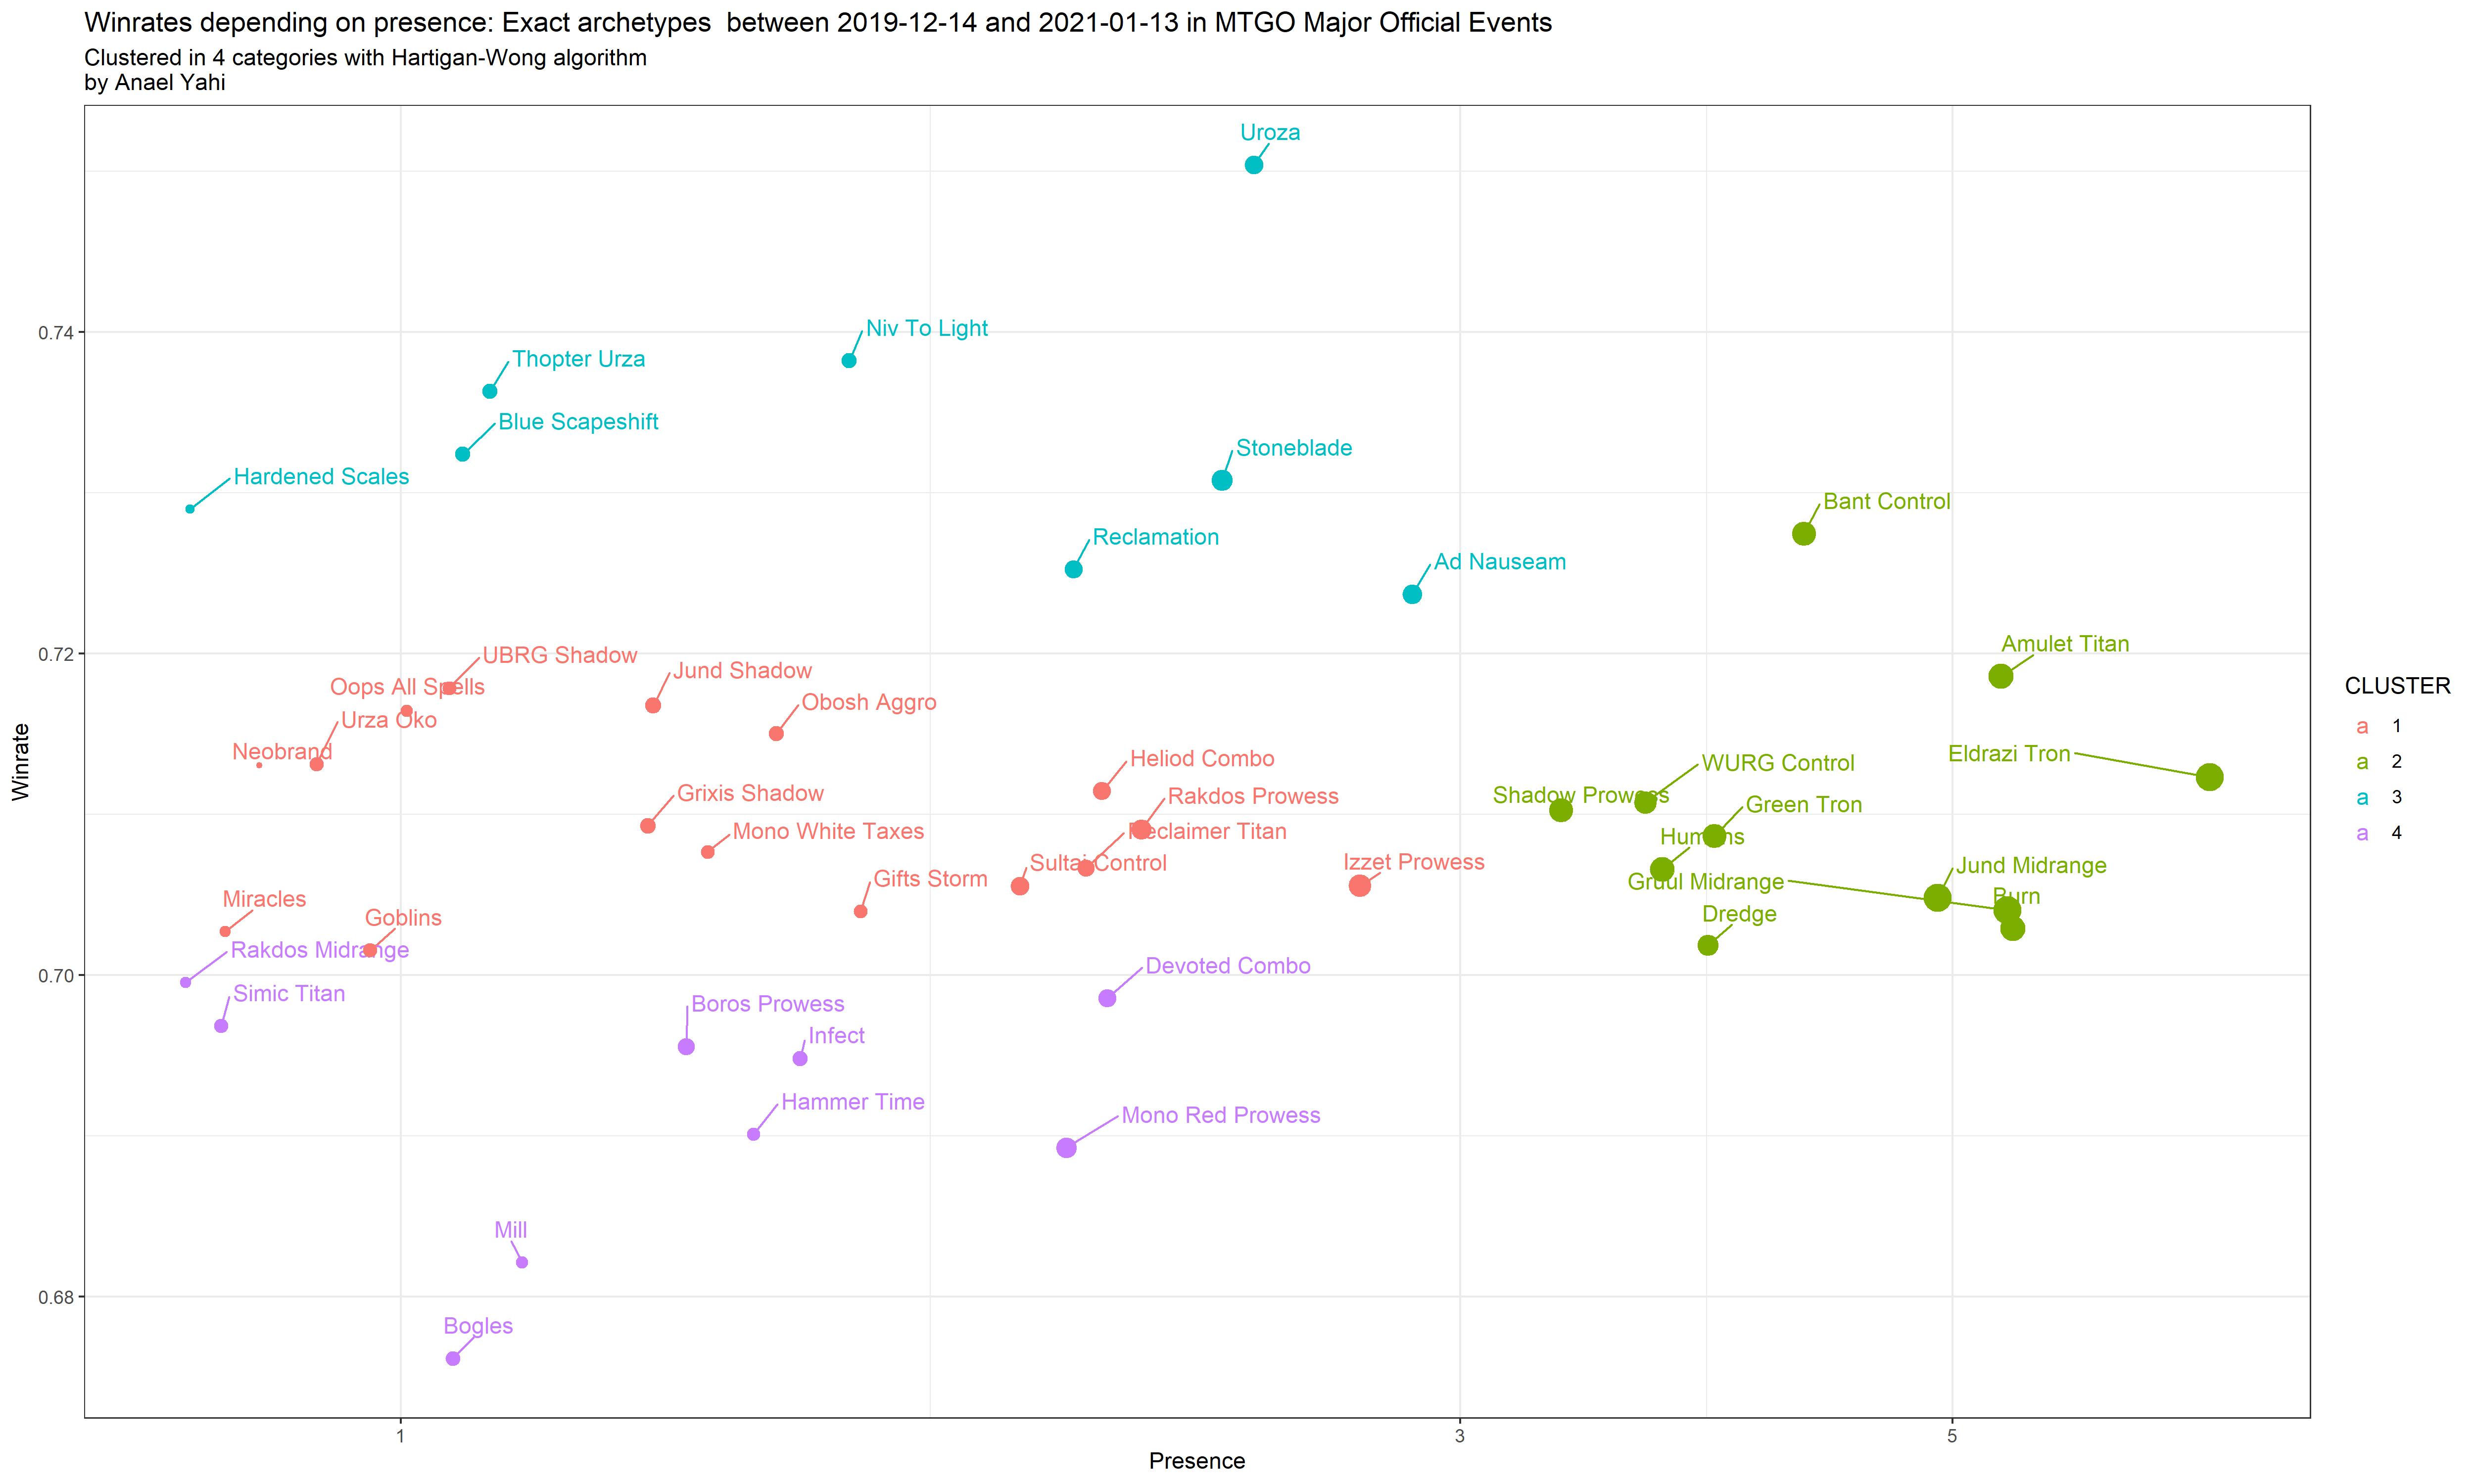 Winrates depending on presence: Exact archetypes  between 2019-12-14 and 2021-01-13 in MTGO Major Official Events
Clustered in 4 categories with Hartigan-Wong algorithm
by Anael Yahi
Uroza
Niv To Light
0.74
Thopter Urza
Blue Scapeshift
Stoneblade
Hardened Scales
Bant Control
Reclamation
Ad Nauseam
Amulet Titan
0.72
UBRG Shadow
Jund Shadow
Oops All Spells
Obosh Aggro
Urza Oko
Neobrand
Heliod Combo
Eldrazi Tron
WURG Control
Grixis Shadow
Rakdos Prowess
Shadow Prowess
Green Tron
Mono White Taxes
Reclaimer Titan
Humans
Sultai Control
Izzet Prowess
Jund Midrange
Gifts Storm
Gruul Midrange
Burn
Miracles
Dredge
Goblins
Rakdos Midrange
0.70
Devoted Combo
Simic Titan
Boros Prowess
Infect
Hammer Time
Mono Red Prowess
Mill
0.68
Bogles
1
3
5
Presence
Winrate
CLUSTER
a 1
a 2
a 3
a 4